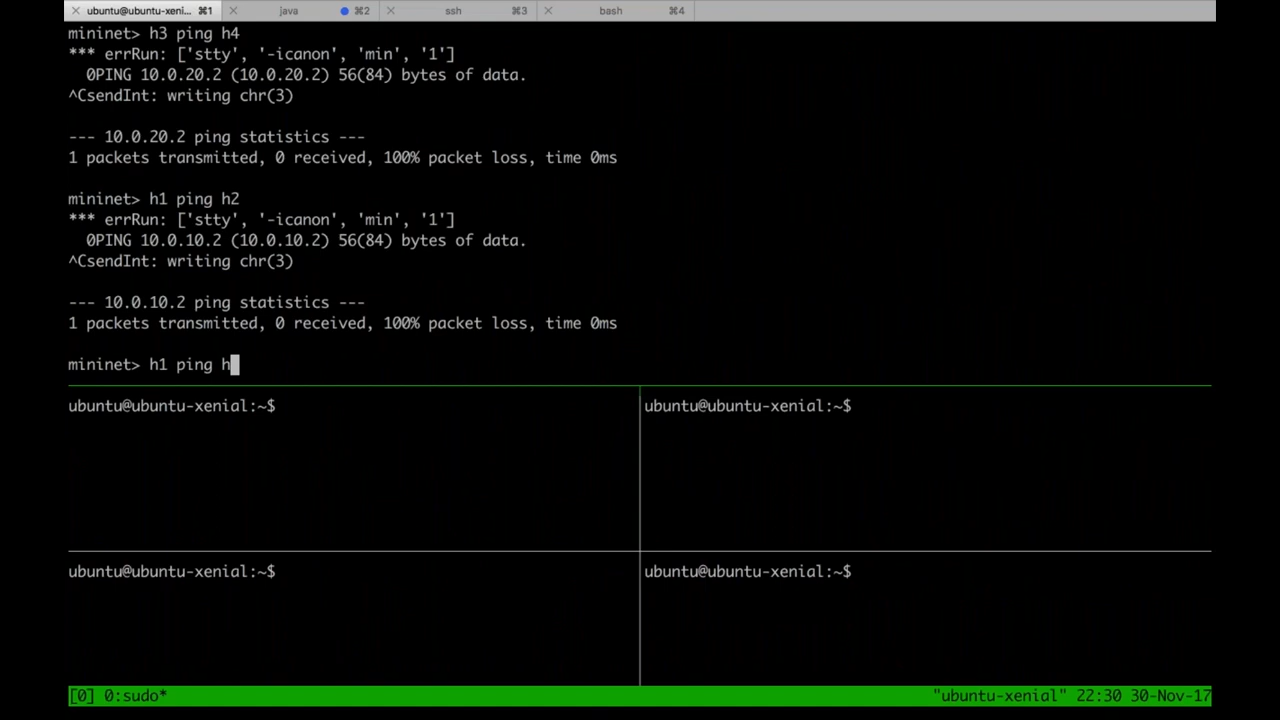 ubuntu@ubuntu-xeni... ⌘1 java ⌘2 ssh ⌘3 bash ⌘4
mininet> h3 ping h4
*** errRun: ['stty', '-icanon', 'min', '1']
  0PING 10.0.20.2 (10.0.20.2) 56(84) bytes of data.
^CsendInt: writing chr(3)
--- 10.0.20.2 ping statistics ---
1 packets transmitted, 0 received, 100% packet loss, time 0ms
mininet> h1 ping h2
*** errRun: ['stty', '-icanon', 'min', '1']
  0PING 10.0.10.2 (10.0.10.2) 56(84) bytes of data.
^CsendInt: writing chr(3)
--- 10.0.10.2 ping statistics ---
1 packets transmitted, 0 received, 100% packet loss, time 0ms
mininet> h1 ping h
ubuntu@ubuntu-xenial:~$
ubuntu@ubuntu-xenial:~$
ubuntu@ubuntu-xenial:~$
ubuntu@ubuntu-xenial:~$
[0] 0:sudo* "ubuntu-xenial" 22:30 30-Nov-17